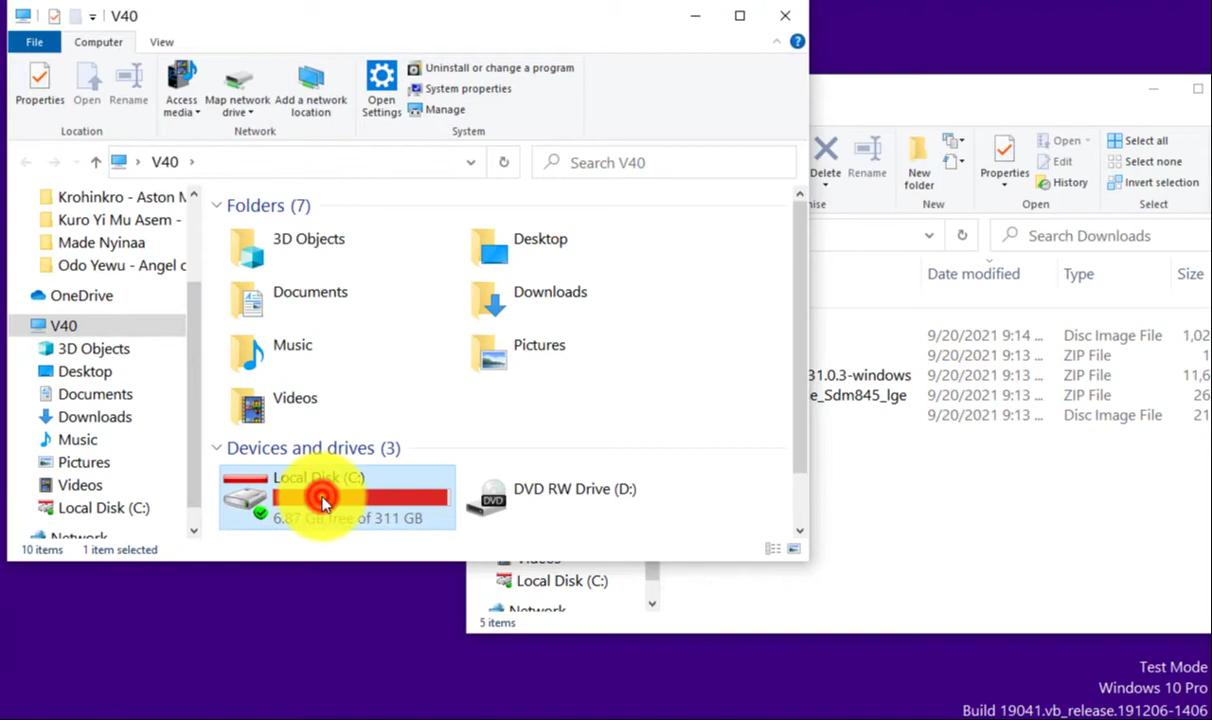 V40
File Computer View
Properties Open Rename Access media Map network drive Add a network location Open Settings Uninstall or change a program
System properties
Manage
Location Network System
V40 Search V40
Krohinkro - Aston M
Kuro Yi Mu Asem -
Made Nyinaa
Odo Yewu - Angel
OneDrive
V40
3D Objects
Desktop
Documents
Downloads
Music
Pictures
Videos
Local Disk (C:)
Network
Folders (7)
3D Objects Desktop
Documents Downloads
Music Pictures
Videos
Devices and drives (3)
Local Disk (C:)
6.87 GB free of 311 GB
DVD RW Drive (D:)
10 items 1 item selected
Delete Rename New folder Properties Open Select all
Edit Select none
History Invert selection
New Open Select
Search Downloads
Date modified Type Size
9/20/2021 9:14 ... Disc Image File 1,02
9/20/2021 9:13 ... ZIP File 1
31.0.3-windows 9/20/2021 9:13 ... ZIP File 11,6
e_Sdm845_lge 9/20/2021 9:13 ... ZIP File 26
9/20/2021 9:13 ... Disc Image File 21
Local Disk (C:)
Network
5 items
Test Mode
Windows 10 Pro
Build 19041.vb_release.191206-1406